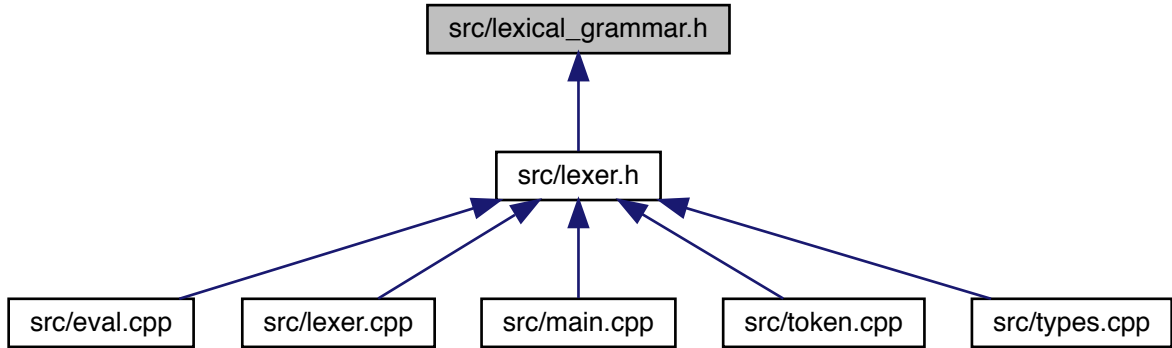 src/lexical_grammar.h
src/lexer.h
src/eval.cpp
src/lexer.cpp
src/main.cpp
src/token.cpp
src/types.cpp